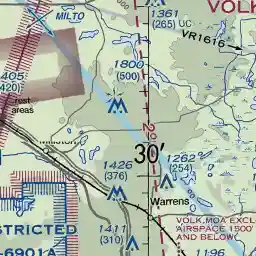 MILTO
1361
(265) UC
VOLK
VR1616
1800
(500)
405
420)
rest
areas
2°
30'
1426
(376)
1262
(254)
Warrens
STRICTED
-6901A
1411
(310)
VOLK MOA EXCL
AIRSPACE 1500'
AND BELOW
1196